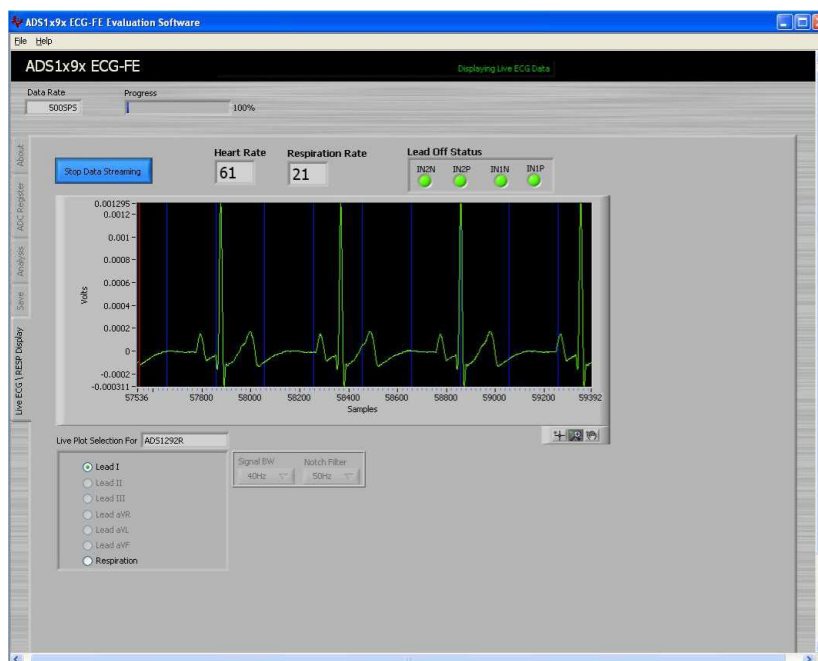 ADS1x9x ECG-FE Evaluation Software
File Help
ADS1x9x ECG-FE
Displaying Live ECG Data
Data Rate
Progress
500SPS
100%
About
ADC Register
Analysis
Save
Live ECG \ RESP Display
Stop Data Streaming
Heart Rate
61
Respiration Rate
21
Lead Off Status
IN2N IN2P IN1N IN1P
Volts
0.001295
0.0012
0.001
0.0008
0.0006
0.0004
0.0002
0
-0.0002
-0.000311
57536 57800 58000 58200 58400 58600 58800 59000 59200 59392
Samples
Live Plot Selection For ADS1292R
Lead I
Lead II
Lead III
Lead aVR
Lead aVL
Lead aVF
Respiration
Signal BW Notch Filter
40Hz 50Hz